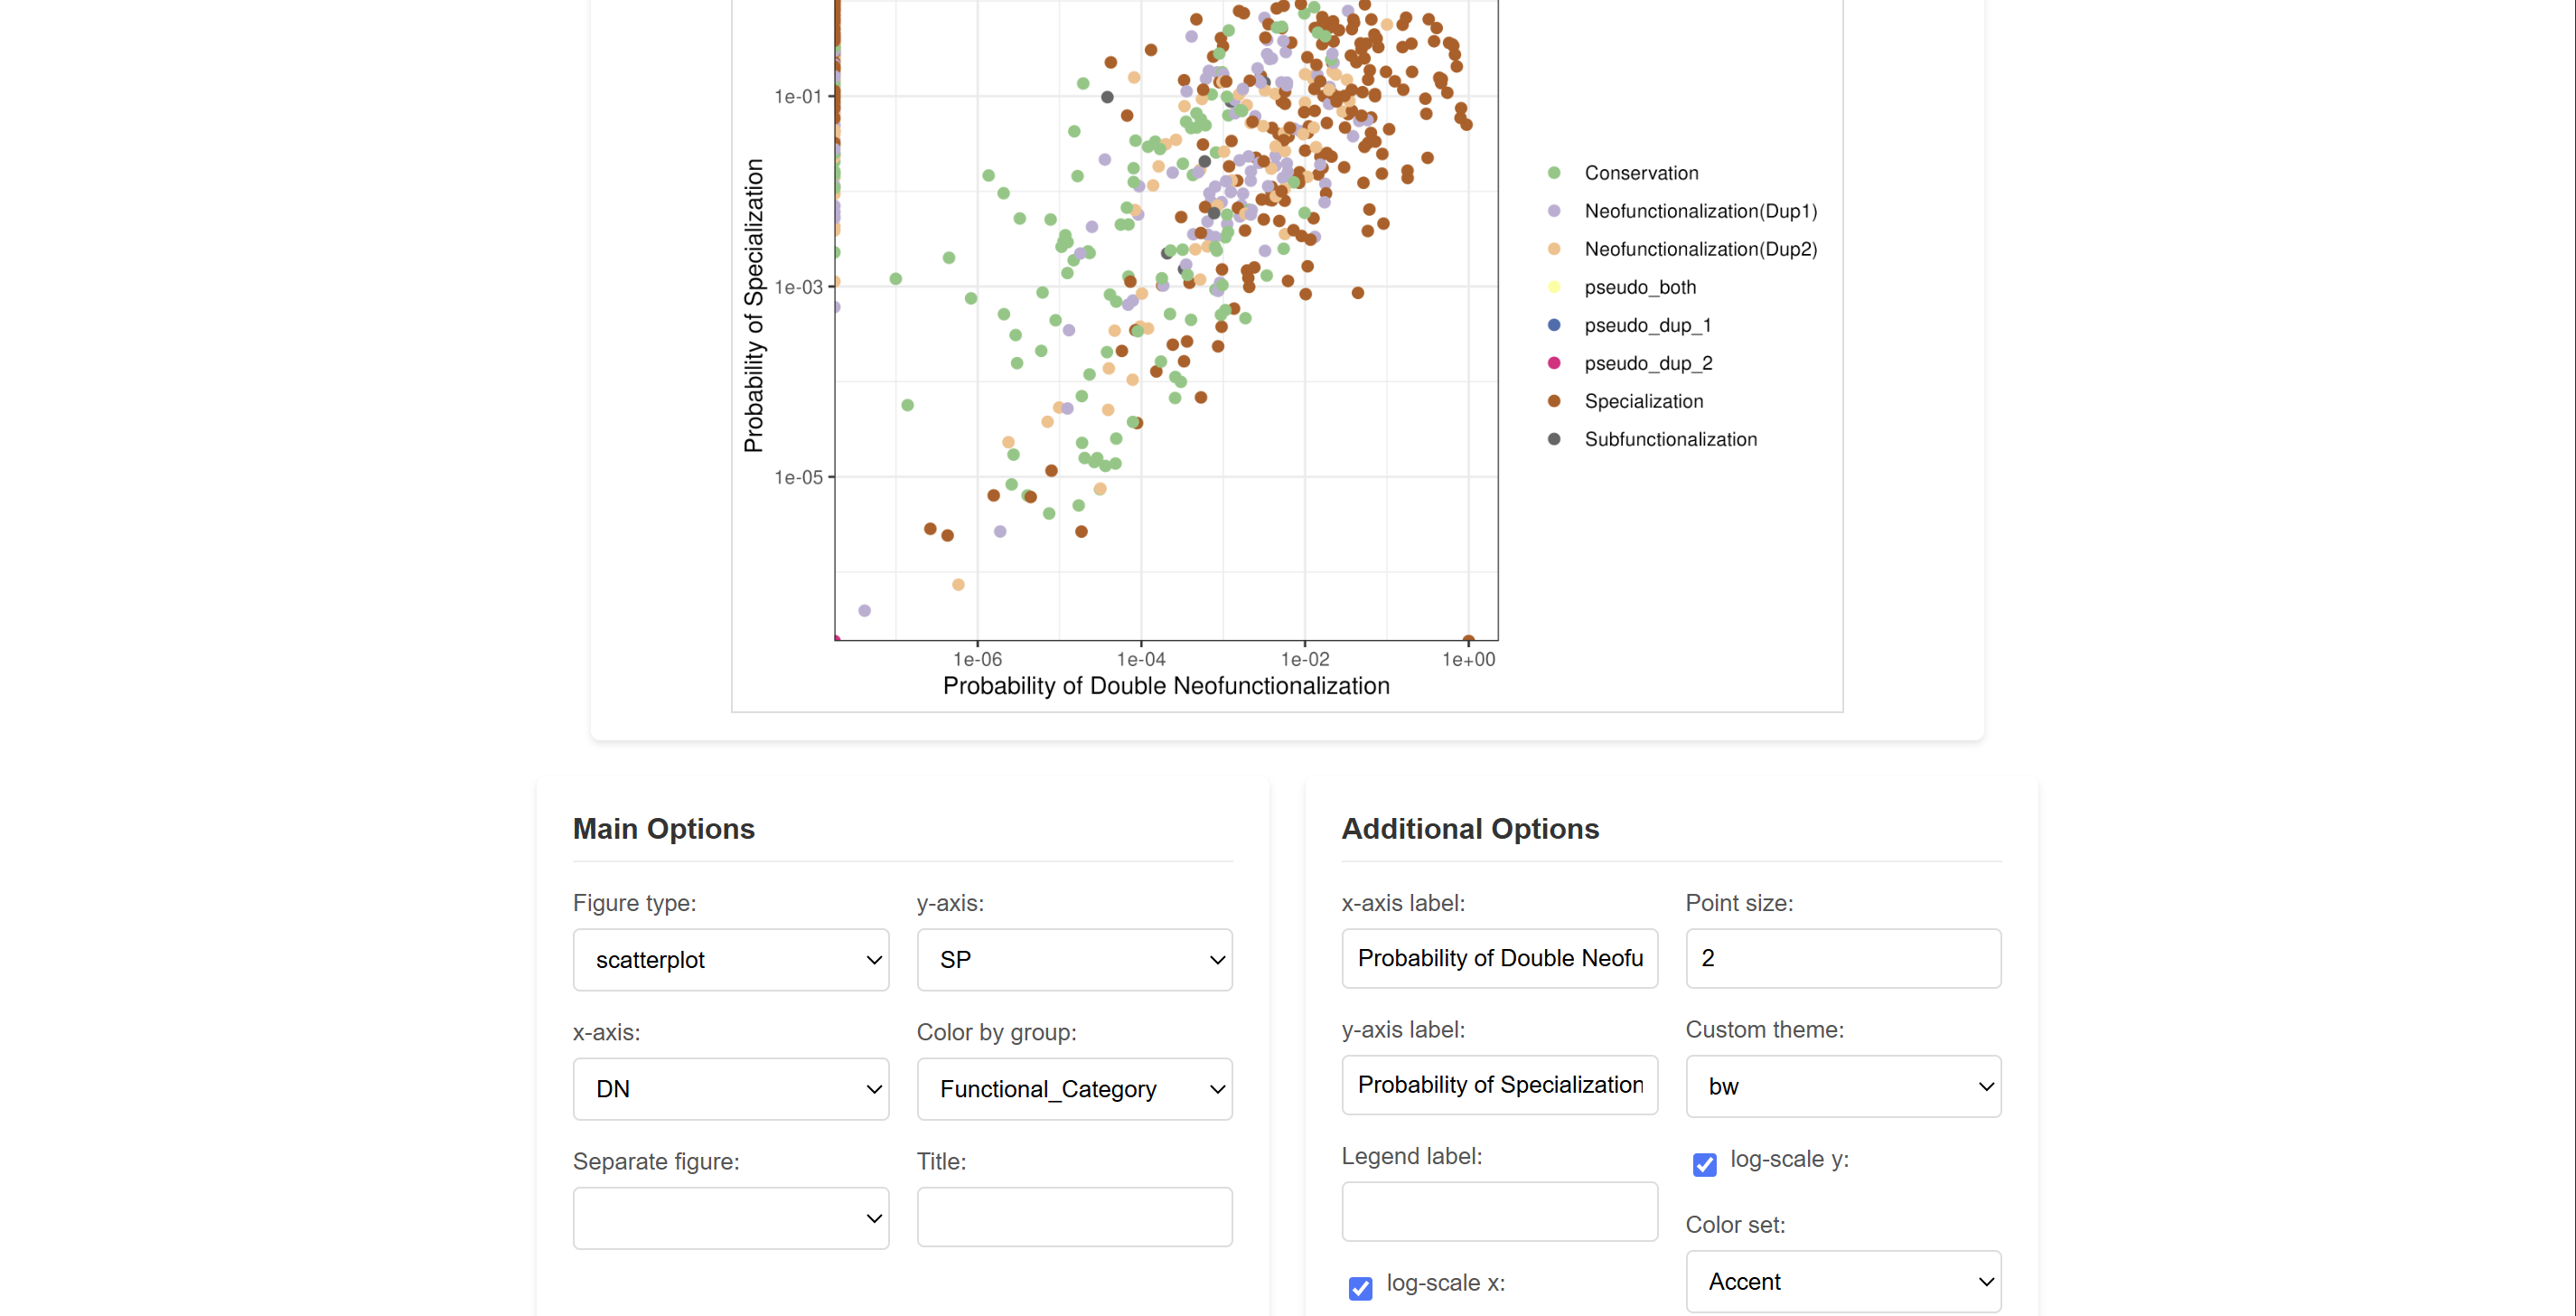 1e-01
1e-03
1e-05
Probability of Specialization
1e-06
1e-04
1e-02
1e+00
Probability of Double Neofunctionalization
Conservation
Neofunctionalization(Dup1)
Neofunctionalization(Dup2)
pseudo_both
pseudo_dup_1
pseudo_dup_2
Specialization
Subfunctionalization
Main Options
Figure type:
scatterplot
y-axis:
SP
x-axis:
DN
Color by group:
Functional_Category
Separate figure:
Title:
Additional Options
x-axis label:
Probability of Double Neofu
Point size:
2
y-axis label:
Probability of Specialization
Custom theme:
bw
Legend label:
log-scale y:
Color set:
Accent
log-scale x: